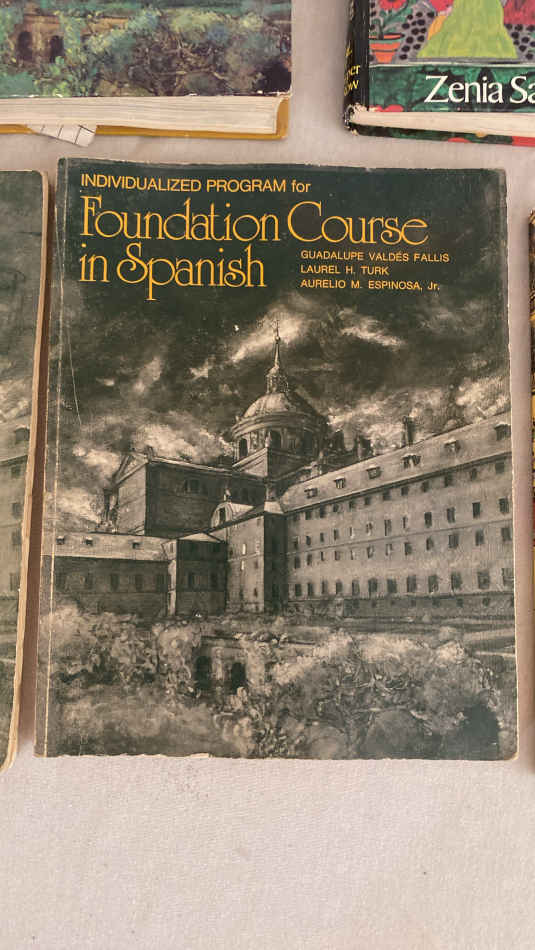 Zenia Sa
INDIVIDUALIZED PROGRAM for
Foundation Course
in Spanish
GUADALUPE VALDÉS FALLIS
LAUREL H. TURK
AURELIO M. ESPINOSA, Jr.